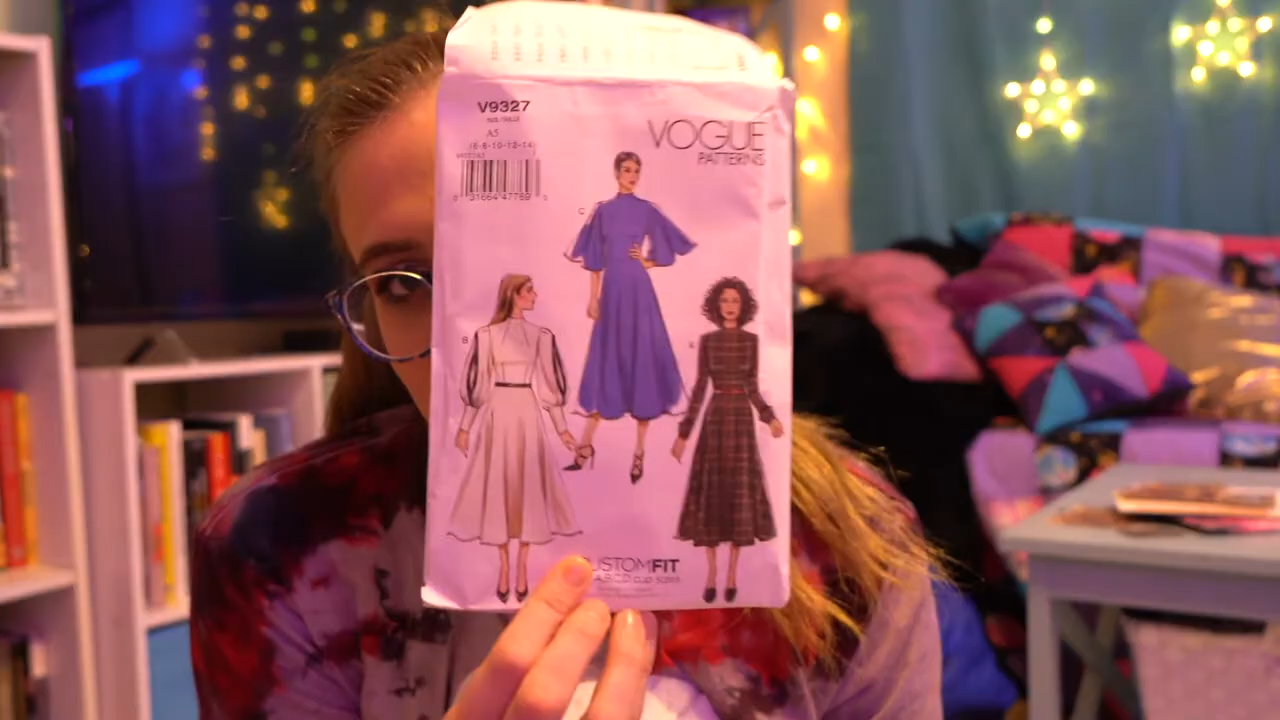 V9327
VOGUE
PATTERNS
A5
(6-8-10-12-14)
C
B
CUSTOMFIT